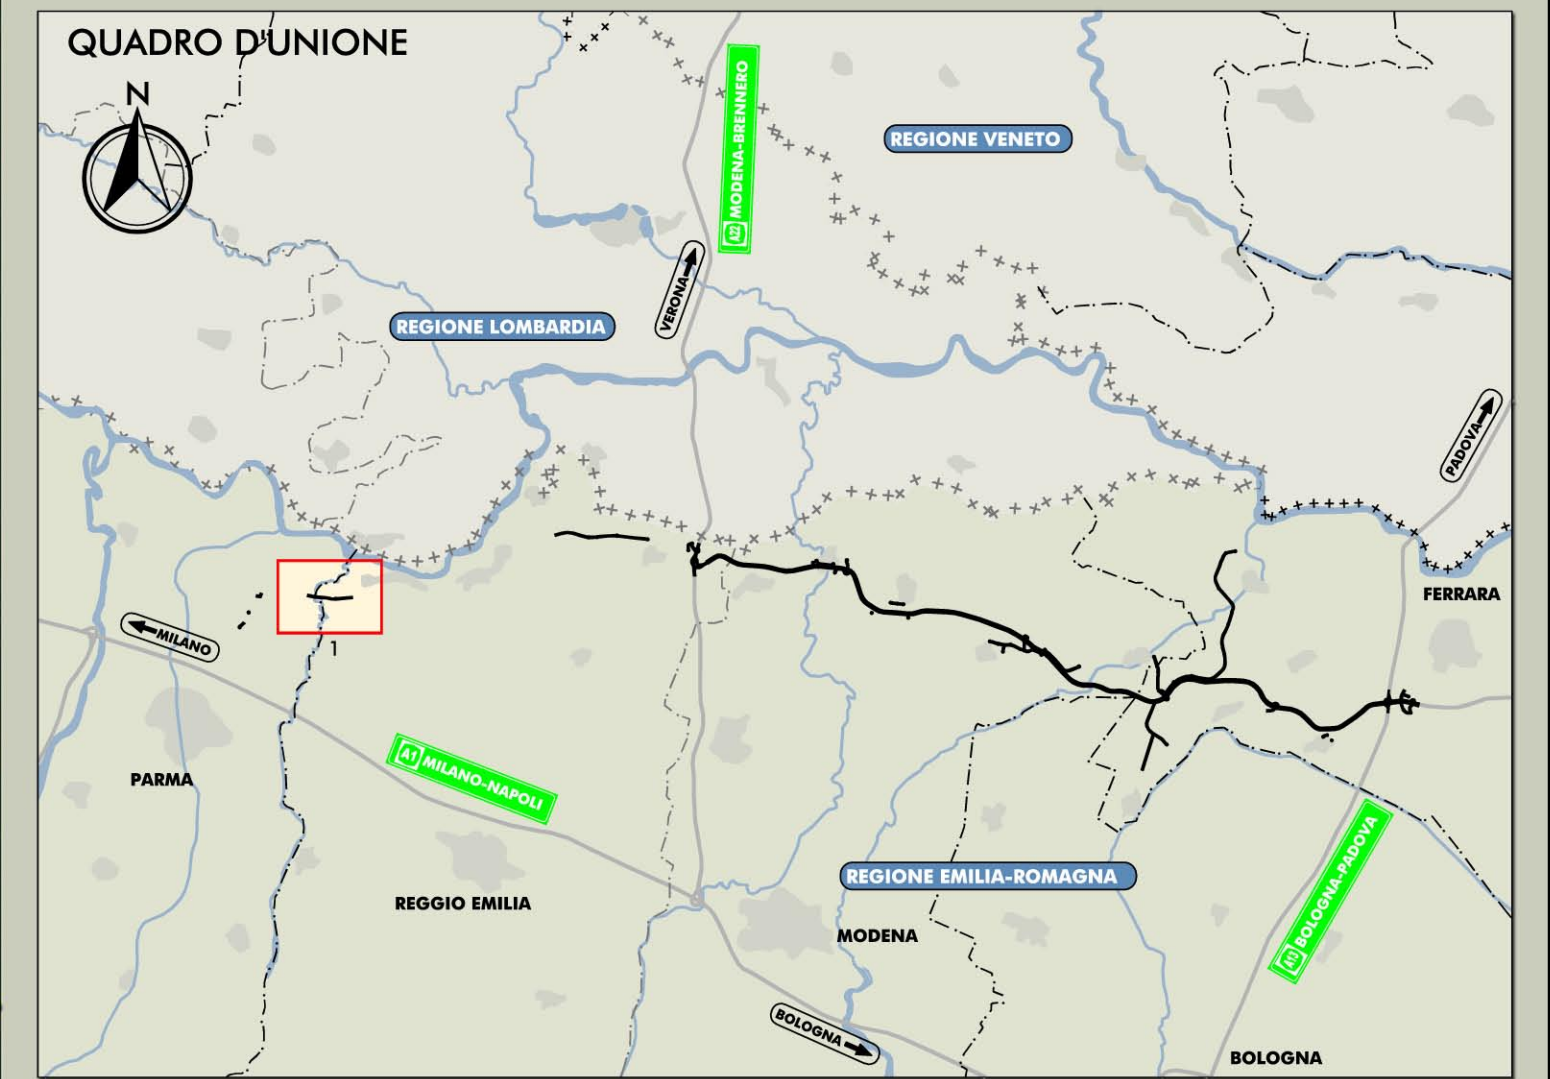 QUADRO D'UNIONE
N
A22 MODENA-BRENNERO
REGIONE VENETO
VERONA
REGIONE LOMBARDIA
PADOVA
FERRARA
MILANO
1
PARMA
A1 MILANO-NAPOLI
REGGIO EMILIA
REGIONE EMILIA-ROMAGNA
MODENA
A13 BOLOGNA-PADOVA
BOLOGNA
BOLOGNA